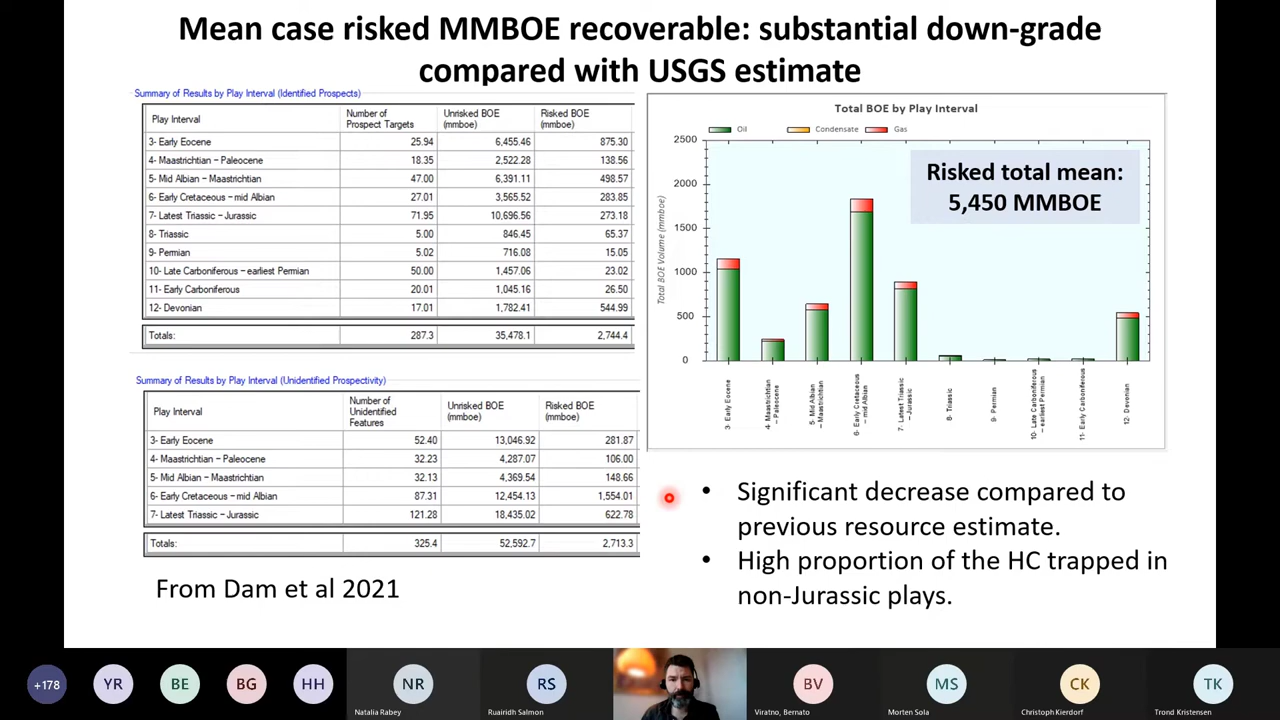 Mean case risked MMBOE recoverable: substantial down-grade
compared with USGS estimate
Summary of Results by Play Interval (Identified Prospects)
Play Interval Number of Prospect Targets Unrisked BOE (mmboe) Risked BOE (mmboe)
3- Early Eocene 25.94 6,455.46 875.30
4- Maastrichtian – Paleocene 18.35 2,522.28 138.56
5- Mid Albian – Maastrichtian 47.00 6,391.11 498.57
6- Early Cretaceous – mid Albian 27.01 3,565.52 283.85
7- Latest Triassic – Jurassic 71.95 10,696.56 273.18
8- Triassic 5.00 846.45 65.37
9- Permian 5.02 716.08 15.05
10- Late Carboniferous – earliest Permian 50.00 1,457.06 23.02
11- Early Carboniferous 20.01 1,045.16 26.50
12- Devonian 17.01 1,782.41 544.99
Totals: 287.3 35,478.1 2,744.4
Summary of Results by Play Interval (Unidentified Prospectivity)
Play Interval Number of Unidentified Features Unrisked BOE (mmboe) Risked BOE (mmboe)
3- Early Eocene 52.40 13,046.92 281.87
4- Maastrichtian – Paleocene 32.23 4,287.07 106.00
5- Mid Albian – Maastrichtian 32.13 4,369.54 148.66
6- Early Cretaceous – mid Albian 87.31 12,454.13 1,554.01
7- Latest Triassic – Jurassic 121.28 18,435.02 622.78
Totals: 325.4 52,592.7 2,713.3
From Dam et al 2021
Total BOE by Play Interval
Oil Condensate Gas
Risked total mean:
5,450 MMBOE
Total BOE Volume (mmboe)
2500
2000
1500
1000
500
0
3- Early Eocene
4- Maastrichtian – Paleocene
5- Mid Albian – Maastrichtian
6- Early Cretaceous – mid Albian
7- Latest Triassic – Jurassic
8- Triassic
9- Permian
10- Late Carboniferous – earliest Permian
11- Early Carboniferous
12- Devonian
• Significant decrease compared to
previous resource estimate.
• High proportion of the HC trapped in
non-Jurassic plays.
+178 YR BE BG HH NR RS BV MS CK TK
Natalia Rabey
Ruairidh Salmon
Viratno, Bernato
Morten Sola
Christoph Kierdorf
Trond Kristensen